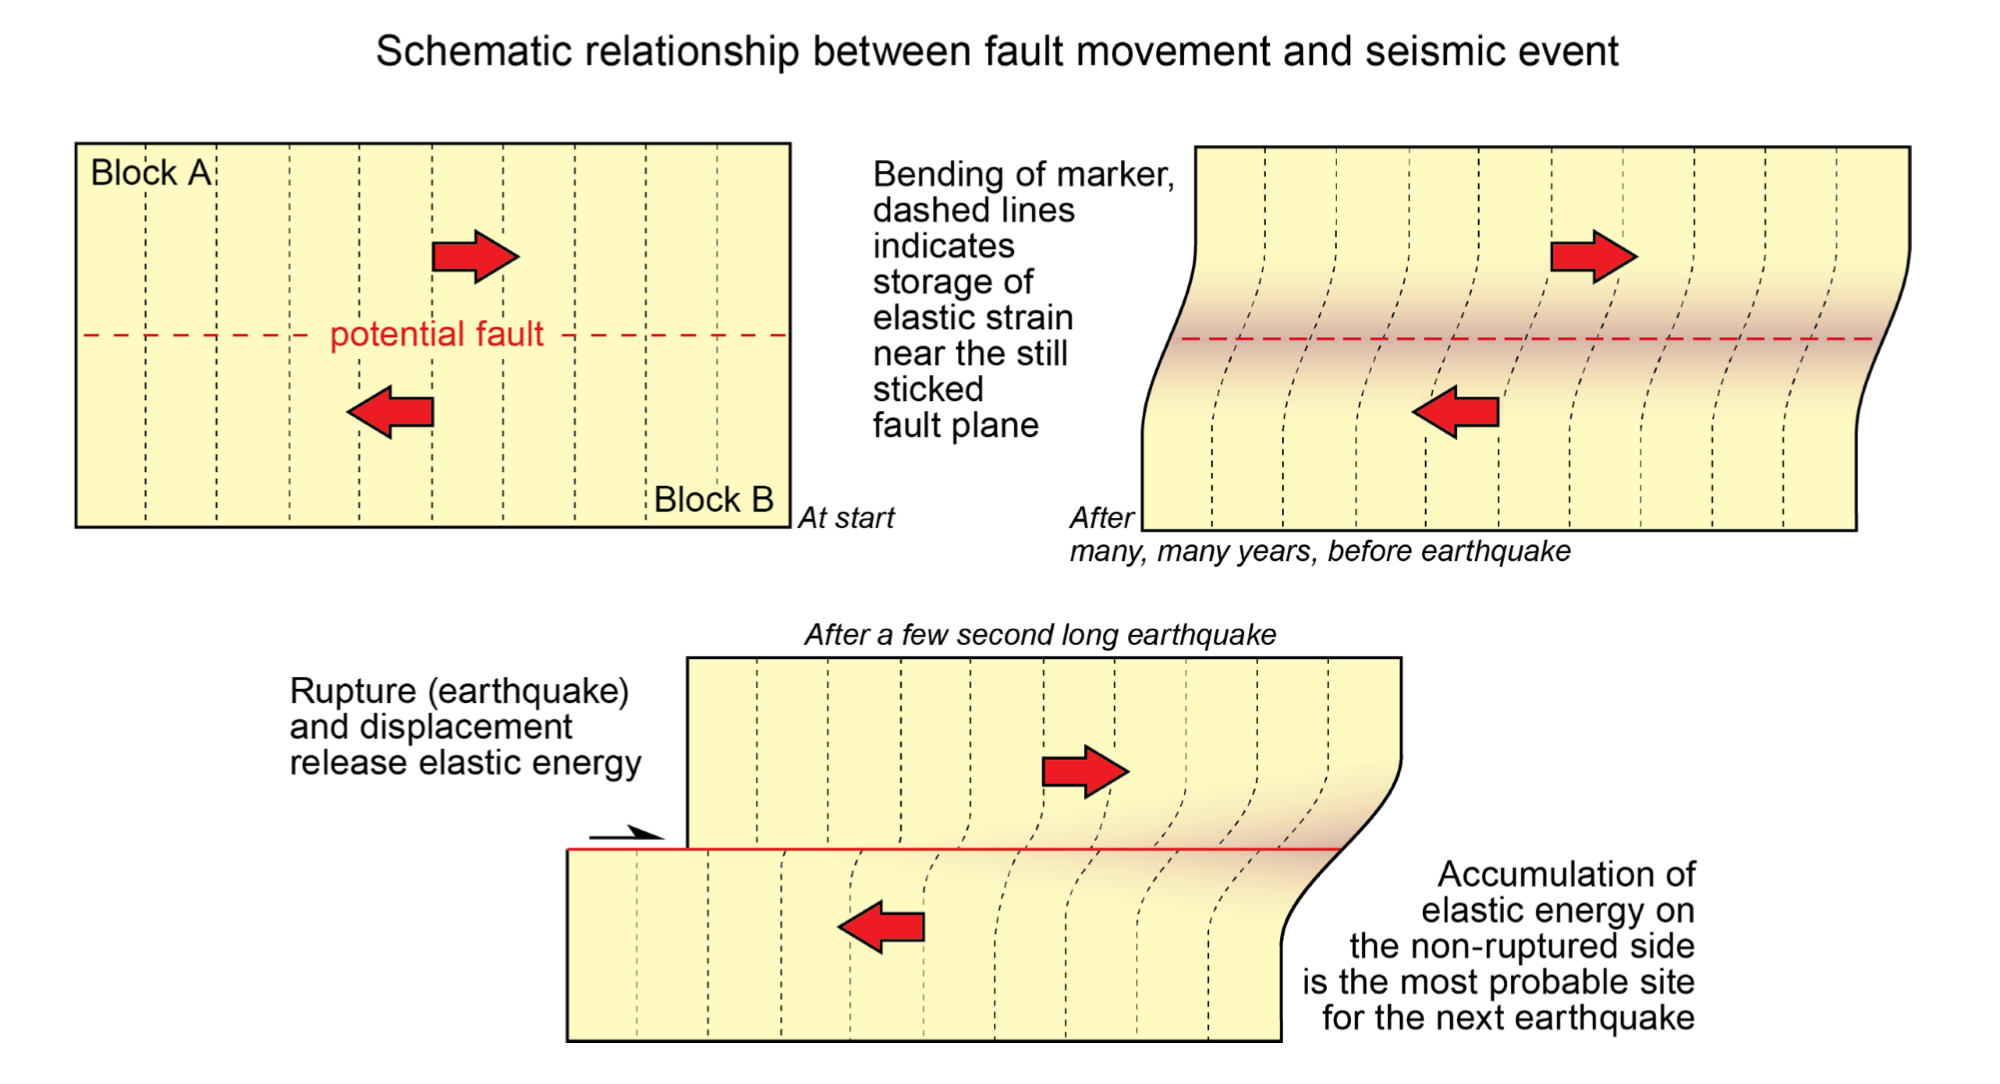 Schematic relationship between fault movement and seismic event
Block A
potential fault
Block B
At start
Bending of marker,
dashed lines
indicates
storage of
elastic strain
near the still
sticked
fault plane
After
many, many years, before earthquake
After a few second long earthquake
Rupture (earthquake)
and displacement
release elastic energy
Accumulation of
elastic energy on
the non-ruptured side
is the most probable site
for the next earthquake